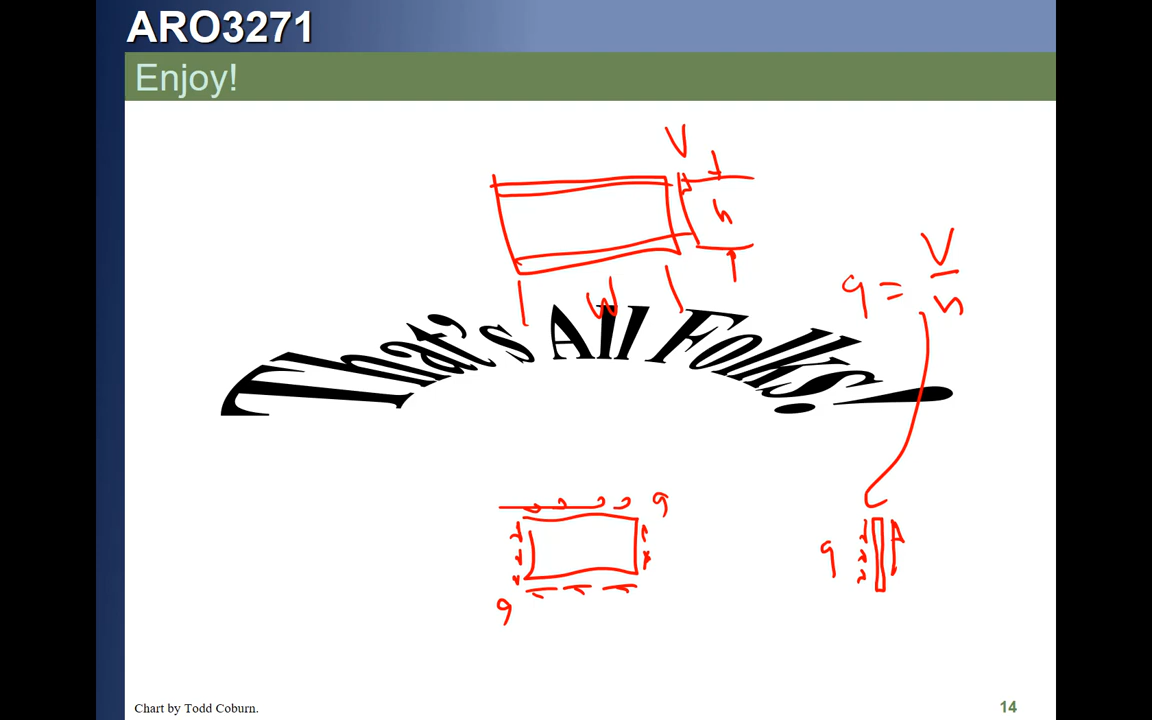 ARO3271
Enjoy!
V
h
W
q = V/h
That's All Folks!
q
q
q
Chart by Todd Coburn.
14